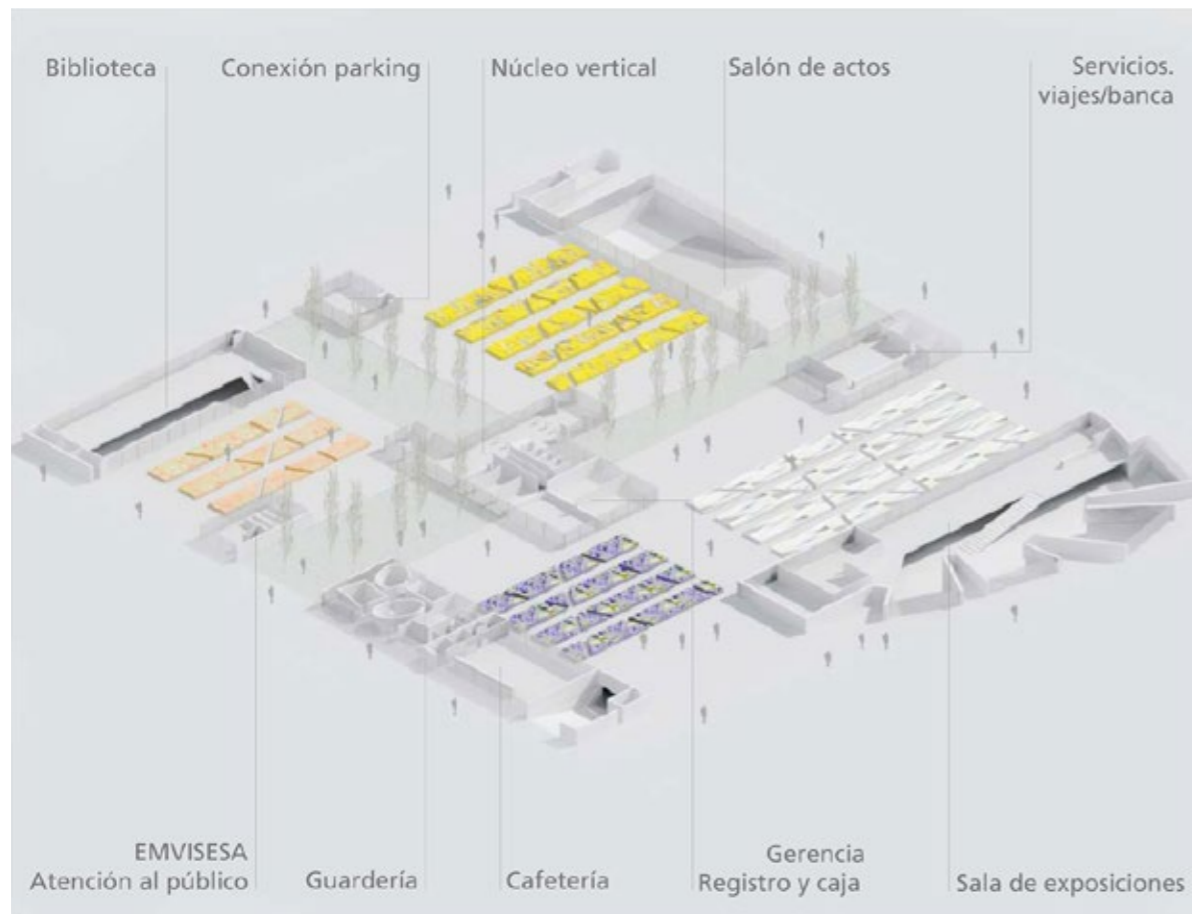 Biblioteca
Conexión parking
Núcleo vertical
Salón de actos
Servicios.
viajes/banca
EMVISESA
Atención al público
Guardería
Cafetería
Gerencia
Registro y caja
Sala de exposiciones